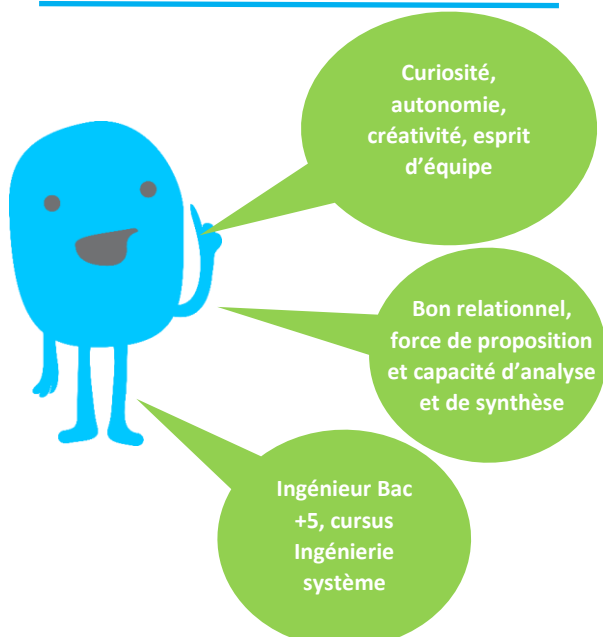 Curiosité,
autonomie,
créativité, esprit
d’équipe
Bon relationnel,
force de proposition
et capacité d’analyse
et de synthèse
Ingénieur Bac
+5, cursus
Ingénierie
système